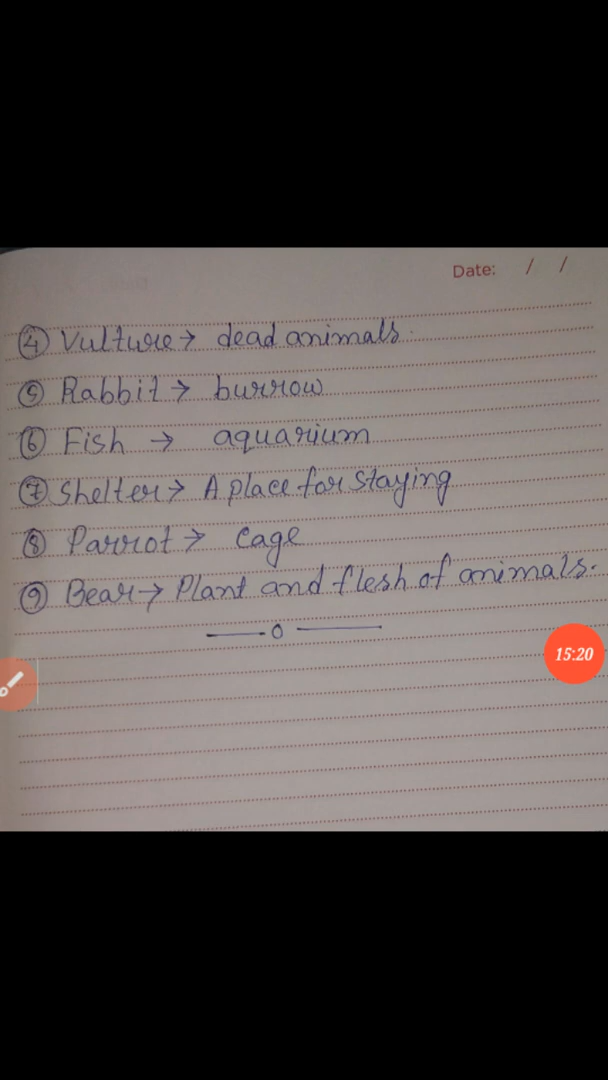 Date: / /
④ Vulture → dead animals.
⑤ Rabbit → burrow
⑥ Fish → aquarium
⑦ Shelter → A place for staying
⑧ Parrot → Cage
⑨ Bear → Plant and flesh of animals.
—— 0 ——
15:20